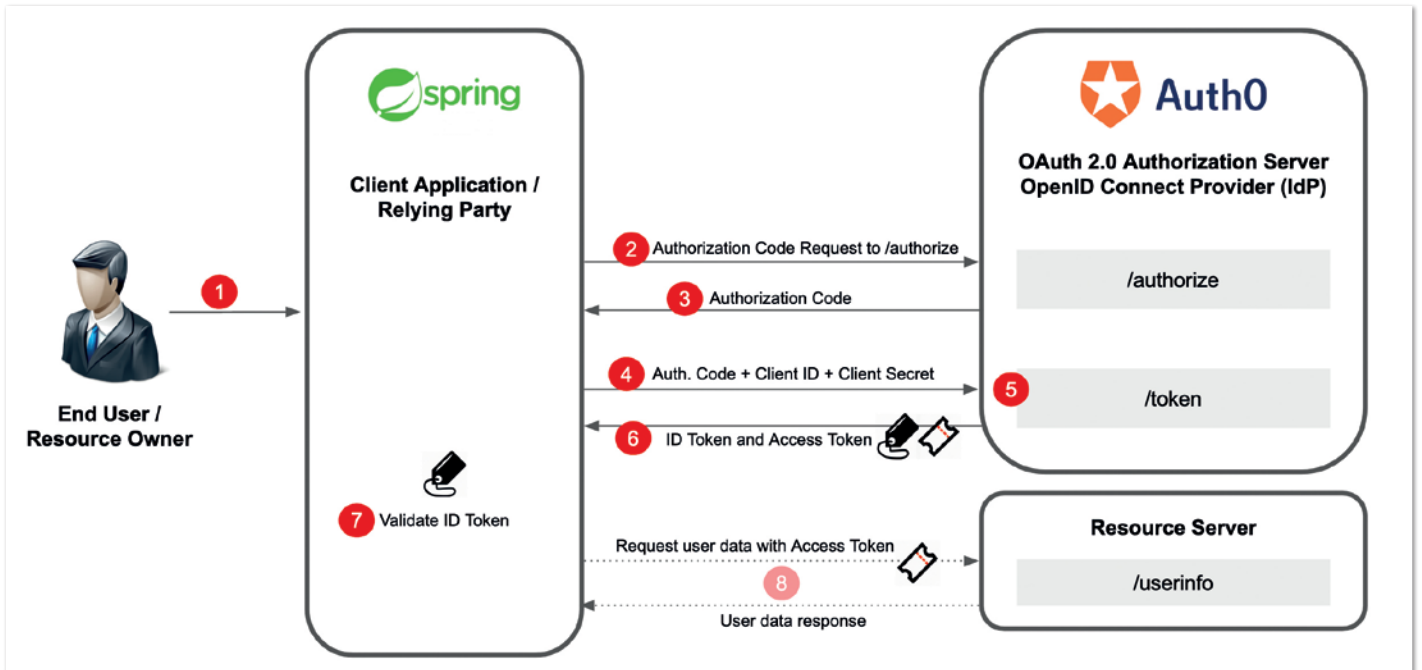 spring
Client Application /
Relying Party
Auth0
OAuth 2.0 Authorization Server
OpenID Connect Provider (IdP)
1
End User /
Resource Owner
2 Authorization Code Request to /authorize
/authorize
3 Authorization Code
4 Auth. Code + Client ID + Client Secret
5 /token
6 ID Token and Access Token
7 Validate ID Token
Request user data with Access Token
8
User data response
Resource Server
/userinfo